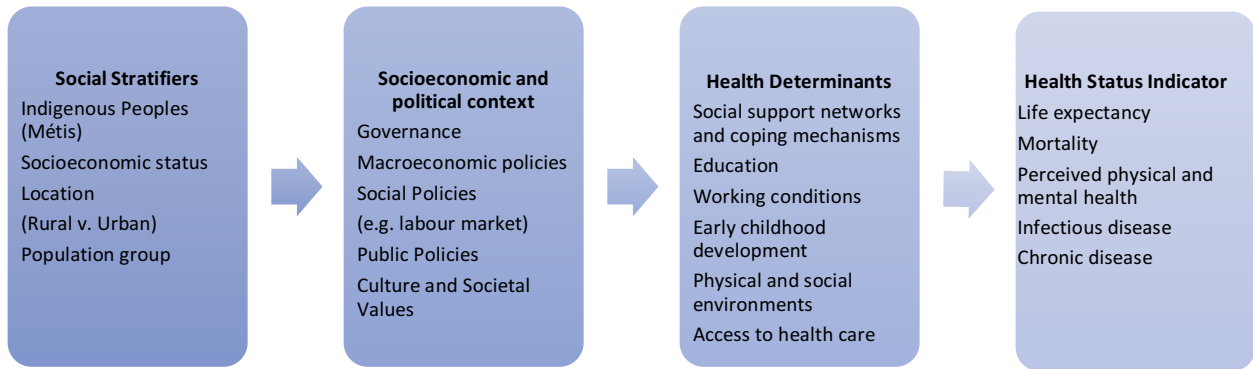 Social Stratifiers
Indigenous Peoples
(Métis)
Socioeconomic status
Location
(Rural v. Urban)
Population group
Socioeconomic and
political context
Governance
Macroeconomic policies
Social Policies
(e.g. labour market)
Public Policies
Culture and Societal
Values
Health Determinants
Social support networks
and coping mechanisms
Education
Working conditions
Early childhood
development
Physical and social
environments
Access to health care
Health Status Indicator
Life expectancy
Mortality
Perceived physical and
mental health
Infectious disease
Chronic disease